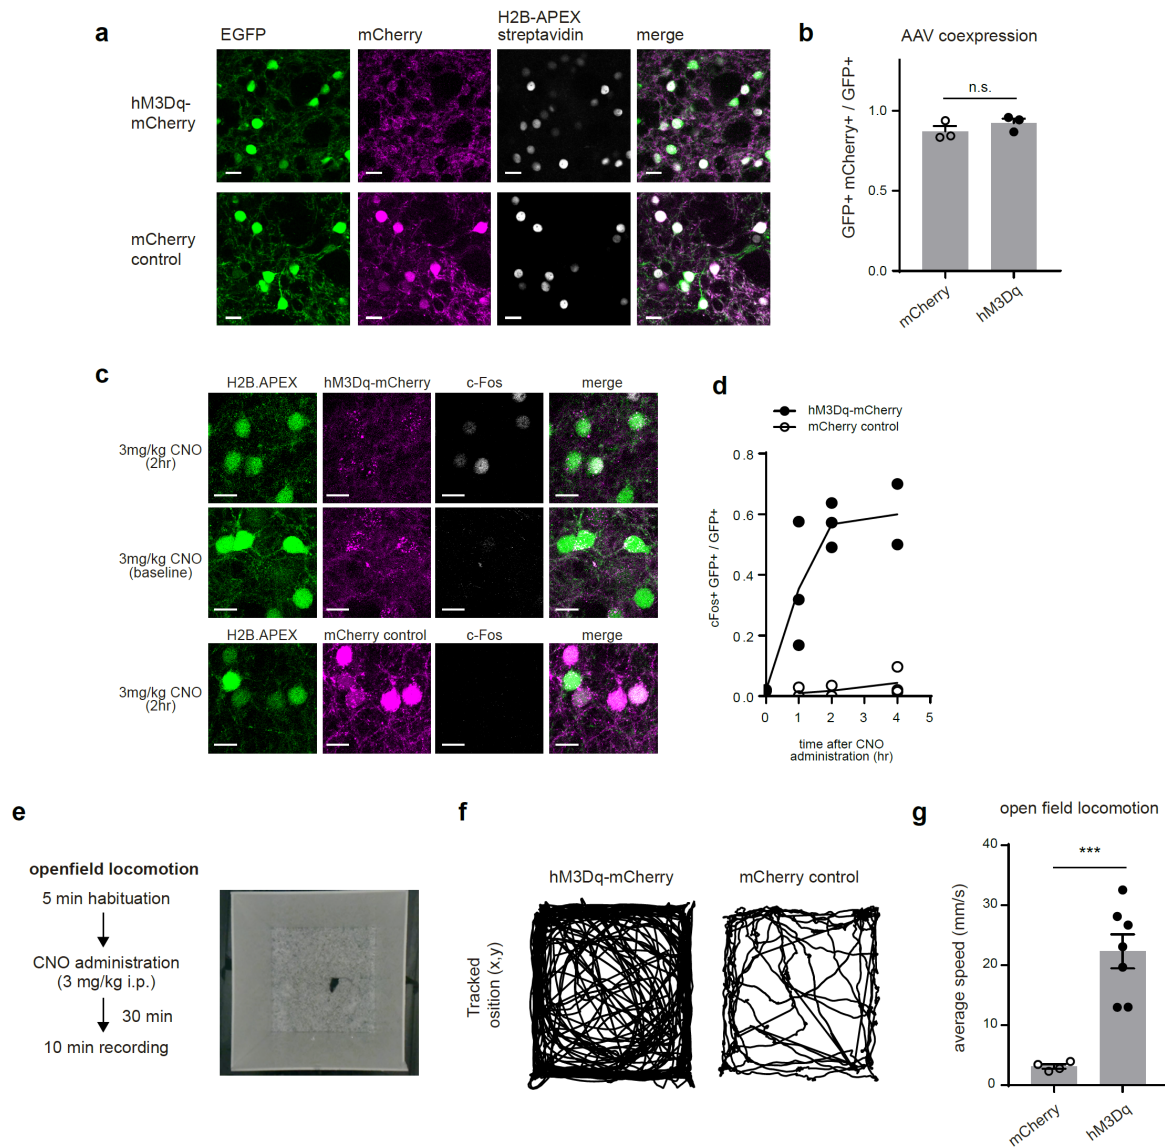 a
EGFP
mCherry
H2B-APEX
streptavidin
merge
hM3Dq-
mCherry
mCherry
control
b
AAV coexpression
n.s.
GFP+ mCherry+ / GFP+
1.0
0.5
0.0
mCherry
hM3Dq
c
H2B.APEX
hM3Dq-mCherry
c-Fos
merge
3mg/kg CNO
(2hr)
3mg/kg CNO
(baseline)
H2B.APEX
mCherry control
c-Fos
merge
3mg/kg CNO
(2hr)
d
hM3Dq-mCherry
mCherry control
cFos+ GFP+ / GFP+
0.8
0.6
0.4
0.2
0.0
0 1 2 3 4 5
time after CNO
administration (hr)
e
openfield locomotion
5 min habituation
CNO administration
(3 mg/kg i.p.)
30 min
10 min recording
f
hM3Dq-mCherry
mCherry control
Tracked
osition (x,y)
g
open field locomotion
***
average speed (mm/s)
40
30
20
10
0
mCherry
hM3Dq